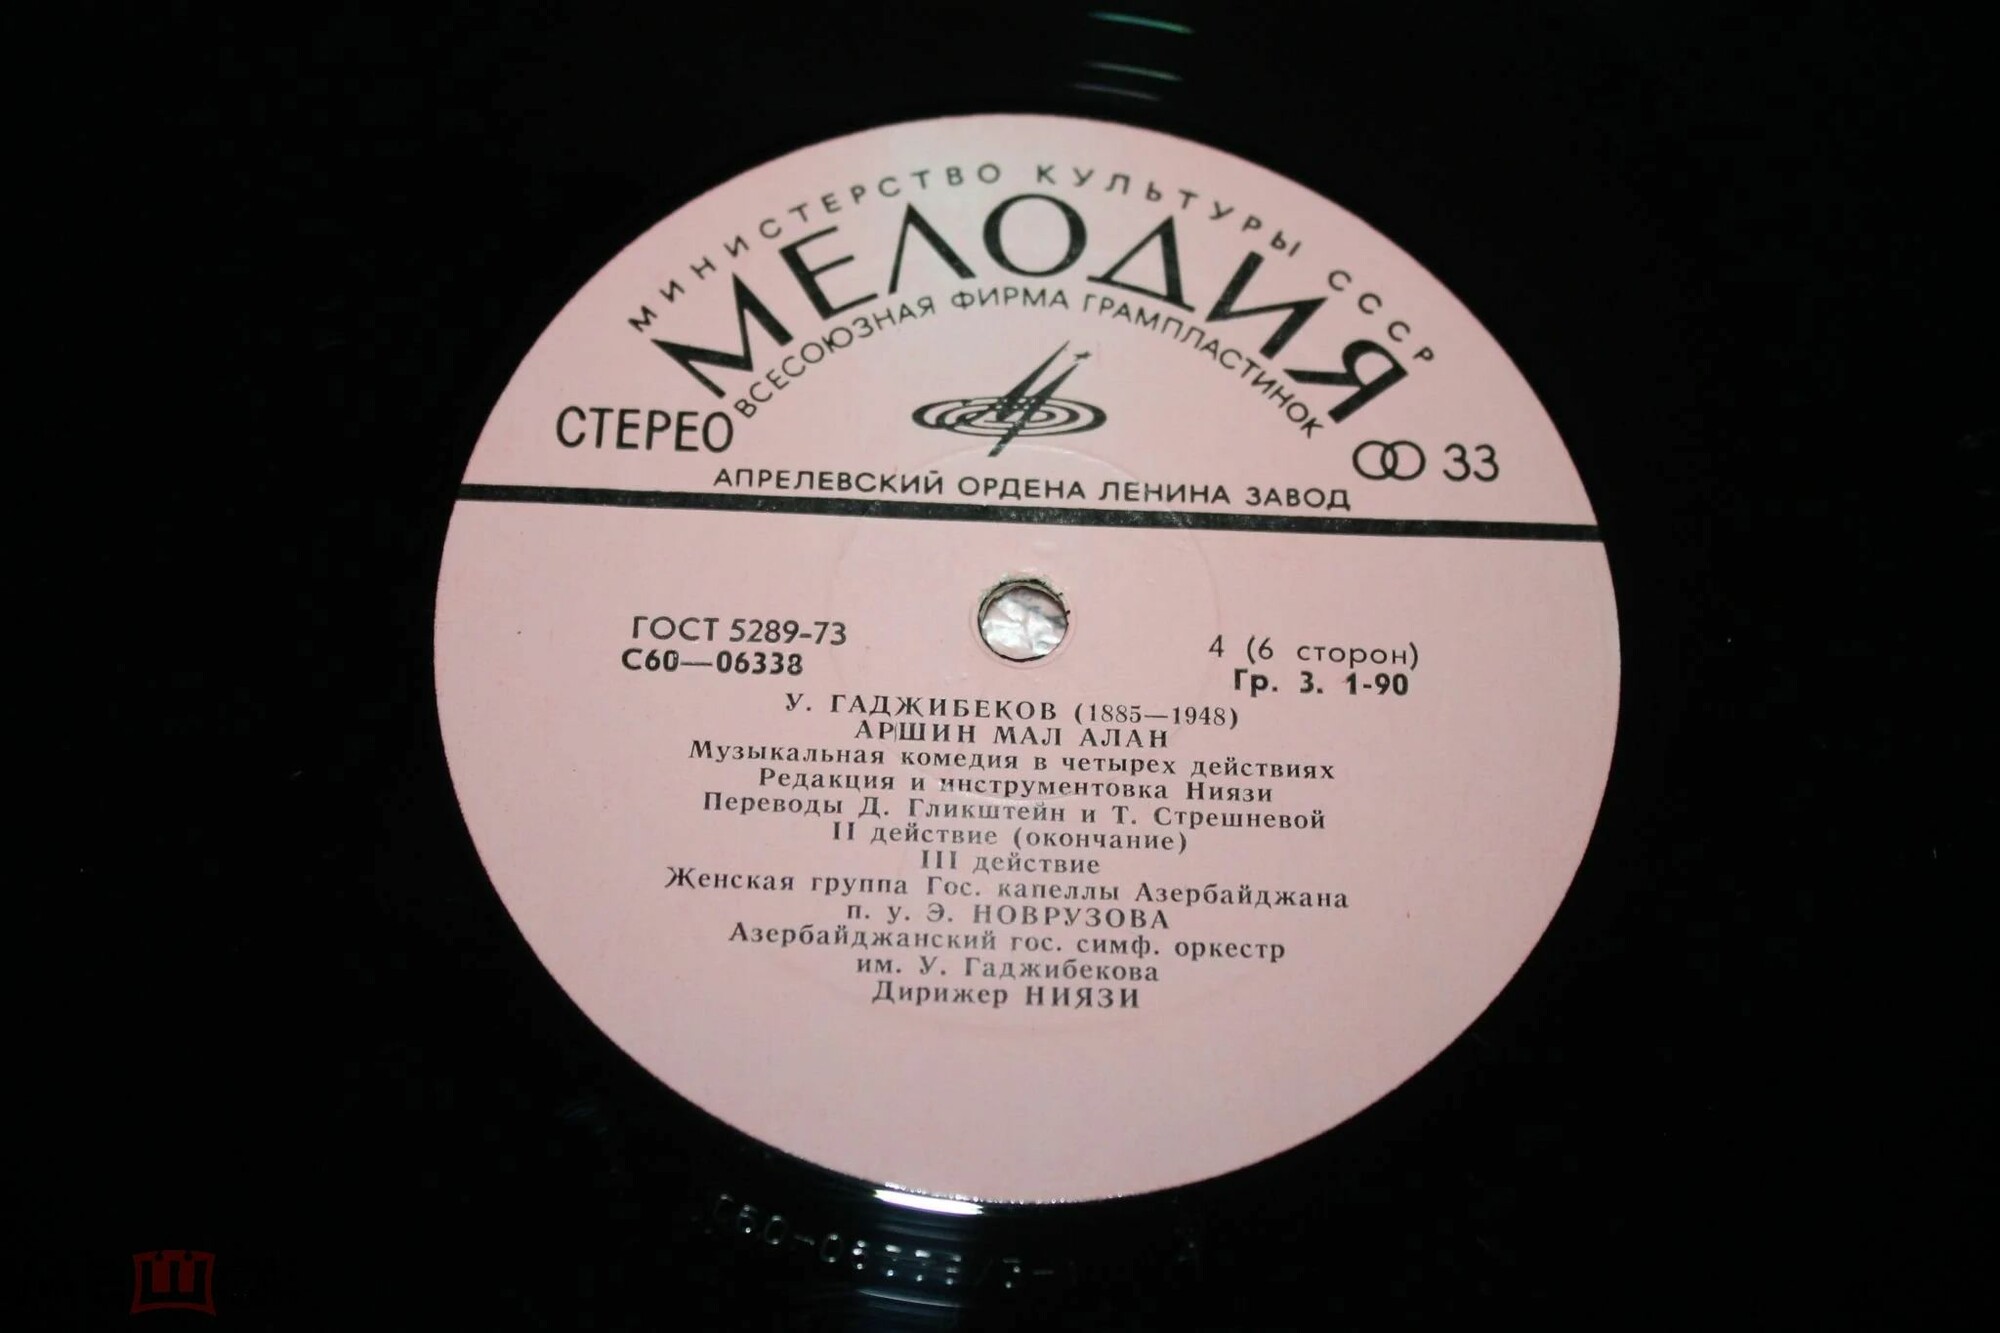 МИНИСТЕРСТВО КУЛЬТУРЫ СССР
МЕЛОДИЯ
ВСЕСОЮЗНАЯ ФИРМА ГРАМПЛАСТИНОК
СТЕРЕО
33
АПРЕЛЕВСКИЙ ОРДЕНА ЛЕНИНА ЗАВОД
ГОСТ 5289-73
С60—06338
4 (6 сторон)
Гр. 3. 1-90
У. ГАДЖИБЕКОВ (1885—1948)
АРШИН МАЛ АЛАН
Музыкальная комедия в четырех действиях
Редакция и инструментовка Ниязи
Переводы Д. Гликштейн и Т. Стрешневой
II действие (окончание)
III действие
Женская группа Гос. капеллы Азербайджана
п. у. Э. НОВРУЗОВА
Азербайджанский гос. симф. оркестр
им. У. Гаджибекова
Дирижер НИЯЗИ